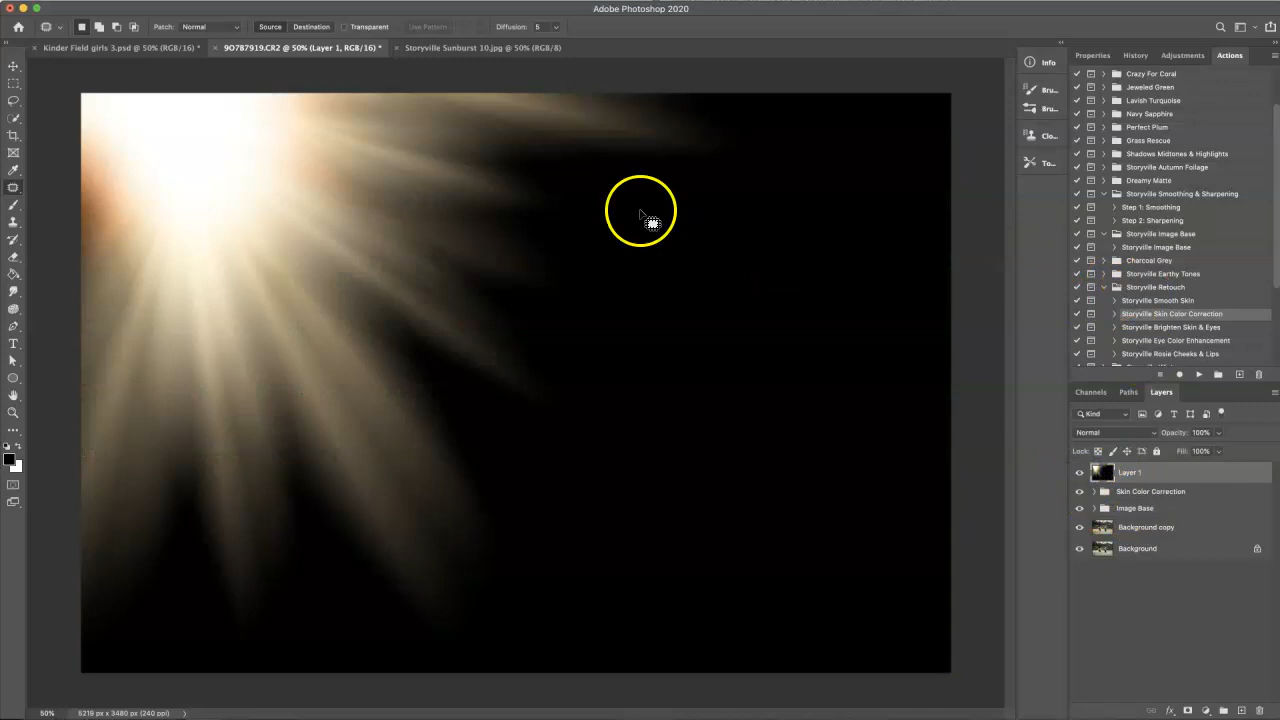 Adobe Photoshop 2020
Patch: Normal Source Destination Transparent Use Pattern Diffusion: 5
Kinder Field girls 3.psd @ 50% (RGB/16) * 9O7B7919.CR2 @ 50% (Layer 1, RGB/16) * Storyville Sunburst 10.jpg @ 50% (RGB/8)
Info
Bru...
Bru...
Clo...
To...
Properties History Adjustments Actions
Crazy For Coral
Jeweled Green
Lavish Turquoise
Navy Sapphire
Perfect Plum
Grass Rescue
Shadows Midtones & Highlights
Storyville Autumn Foliage
Dreamy Matte
Storyville Smoothing & Sharpening
Step 1: Smoothing
Step 2: Sharpening
Storyville Image Base
Storyville Image Base
Charcoal Grey
Storyville Earthy Tones
Storyville Retouch
Storyville Smooth Skin
Storyville Skin Color Correction
Storyville Brighten Skin & Eyes
Storyville Eye Color Enhancement
Storyville Rosie Cheeks & Lips
Channels Paths Layers
Kind
Normal Opacity: 100%
Lock: Fill: 100%
Layer 1
Skin Color Correction
Image Base
Background copy
Background
50% 5219 px x 3480 px (240 ppi)